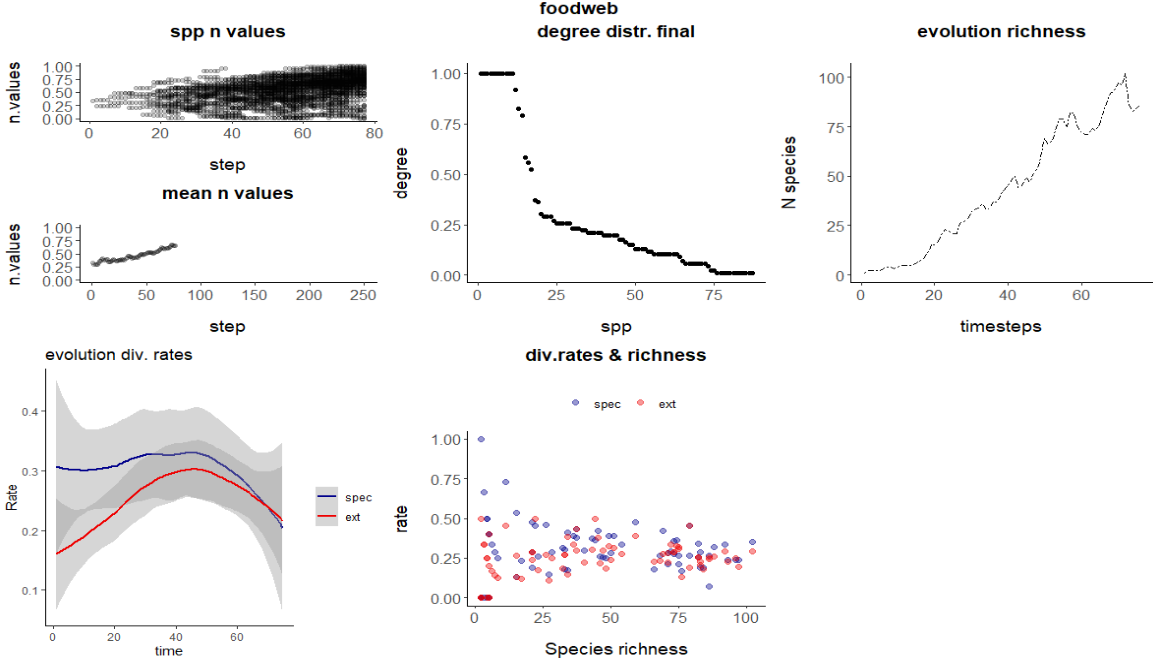 foodweb
spp n values
n.values
1.00
0.75
0.50
0.25
0.00
0 20 40 60 80
step
mean n values
n.values
1.00
0.75
0.50
0.25
0.00
0 50 100 150 200 250
step
degree distr. final
degree
1.00
0.75
0.50
0.25
0.00
0 25 50 75
spp
evolution richness
N species
100
75
50
25
0
0 20 40 60
timesteps
evolution div. rates
Rate
0.4
0.3
0.2
0.1
0 20 40 60
time
spec
ext
div.rates & richness
spec ext
rate
1.00
0.75
0.50
0.25
0.00
0 25 50 75 100
Species richness